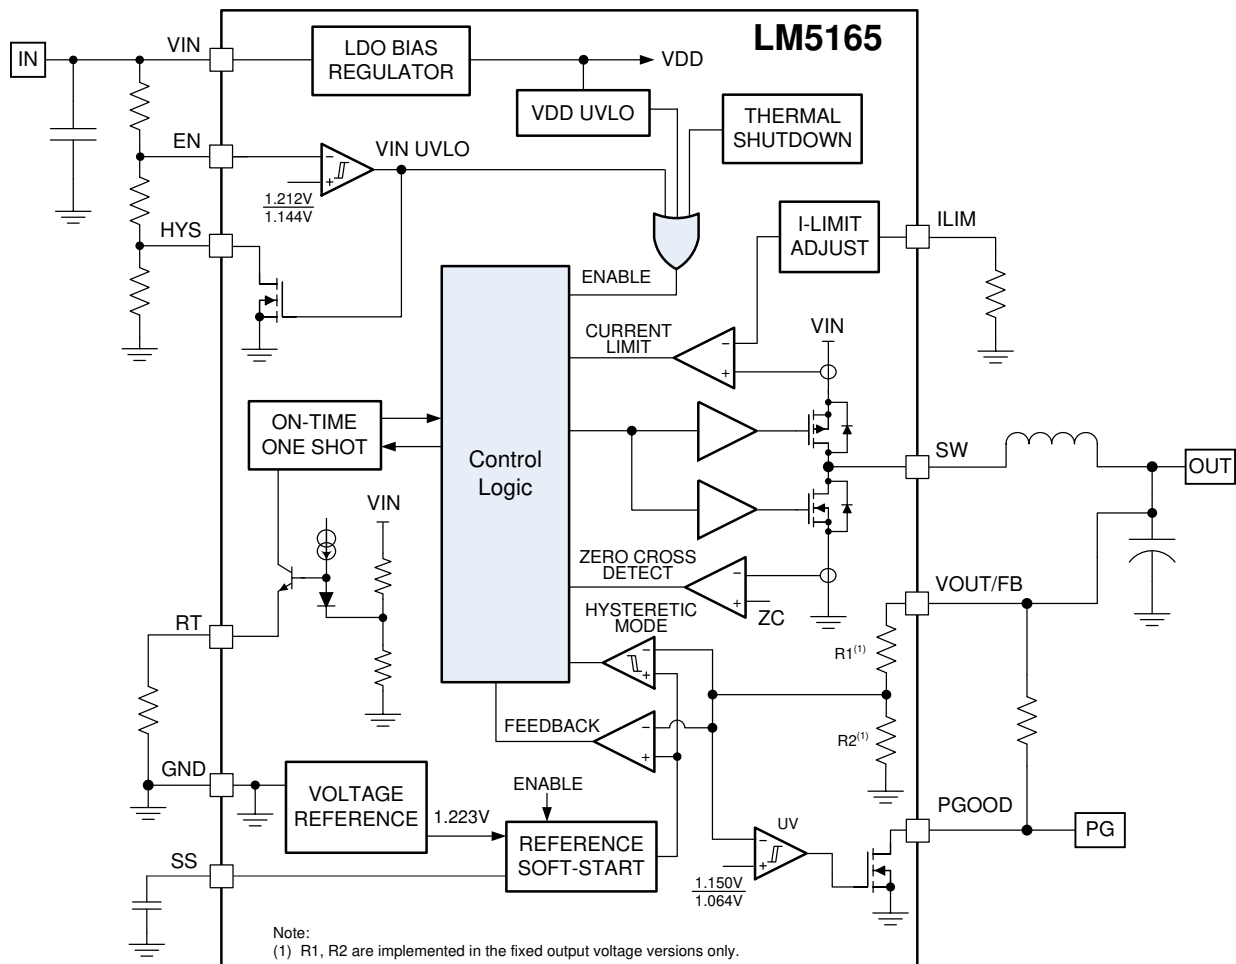 LM5165
IN
VIN
LDO BIAS
REGULATOR
VDD
VDD UVLO
THERMAL
SHUTDOWN
EN
VIN UVLO
1.212V
1.144V
HYS
I-LIMIT
ADJUST
ILIM
ENABLE
CURRENT
LIMIT
VIN
ON-TIME
ONE SHOT
Control
Logic
SW
OUT
VIN
ZERO CROSS
DETECT
ZC
VOUT/FB
HYSTERETIC
MODE
RT
R1(1)
FEEDBACK
R2(1)
GND
VOLTAGE
REFERENCE
1.223V
ENABLE
REFERENCE
SOFT-START
UV
1.150V
1.064V
PGOOD
PG
SS
Note:
(1) R1, R2 are implemented in the fixed output voltage versions only.